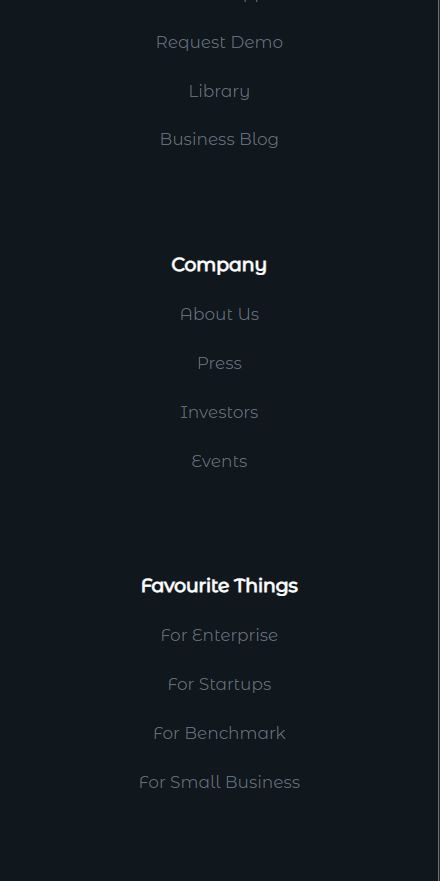 Request Demo
Library
Business Blog
Company
About Us
Press
Investors
Events
Favourite Things
For Enterprise
For Startups
For Benchmark
For Small Business